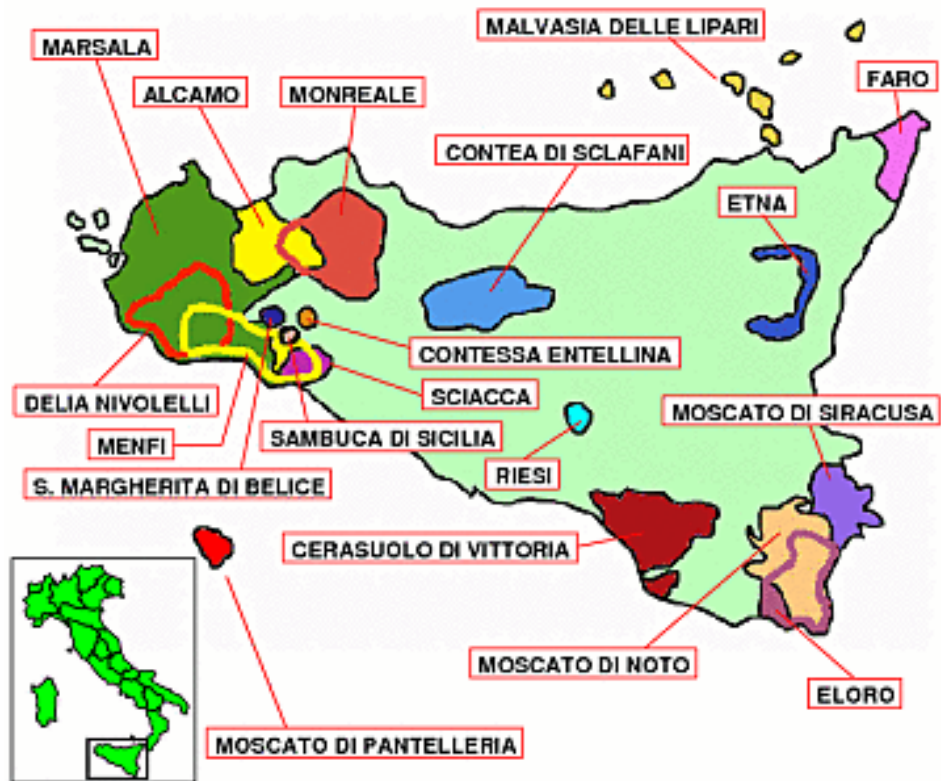 MALVASIA DELLE LIPARI
MARSALA
FARO
ALCAMO
MONREALE
CONTEA DI SCLAFANI
ETNA
CONTESSA ENTELLINA
SCIACCA
DELIA NIVOLELLI
MOSCATO DI SIRACUSA
MENFI
SAMBUCA DI SICILIA
RIESI
S. MARGHERITA DI BELICE
CERASUOLO DI VITTORIA
MOSCATO DI NOTO
ELORO
MOSCATO DI PANTELLERIA